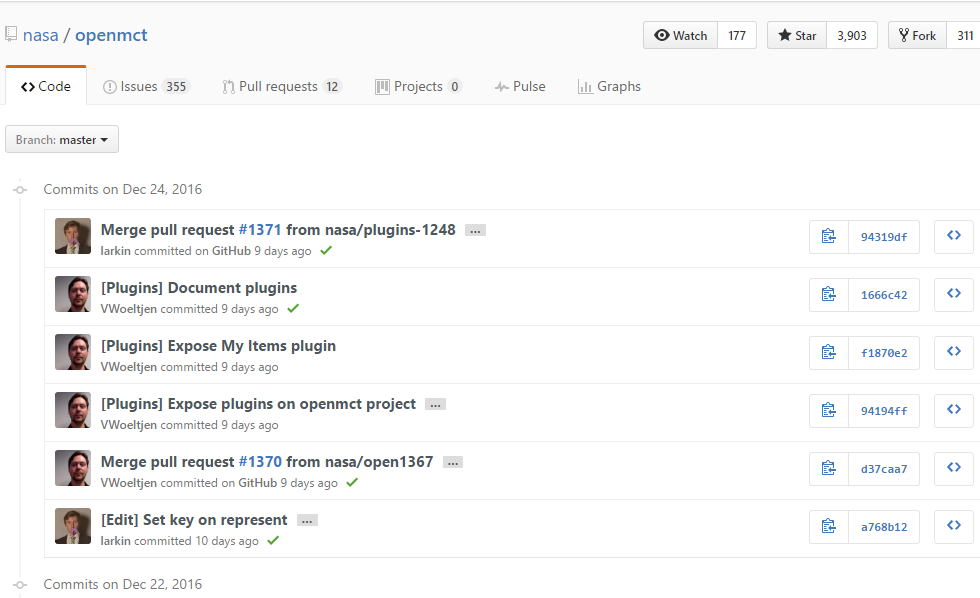 nasa / openmct
Watch 177 Star 3,903 Fork 311
Code Issues 355 Pull requests 12 Projects 0 Pulse Graphs
Branch: master
Commits on Dec 24, 2016
Merge pull request #1371 from nasa/plugins-1248 …
larkin committed on GitHub 9 days ago
94319df
[Plugins] Document plugins
VWoeltjen committed 9 days ago
1666c42
[Plugins] Expose My Items plugin
VWoeltjen committed 9 days ago
f1870e2
[Plugins] Expose plugins on openmct project …
VWoeltjen committed 9 days ago
94194ff
Merge pull request #1370 from nasa/open1367 …
VWoeltjen committed on GitHub 9 days ago
d37caa7
[Edit] Set key on represent …
larkin committed 10 days ago
a768b12
Commits on Dec 22, 2016